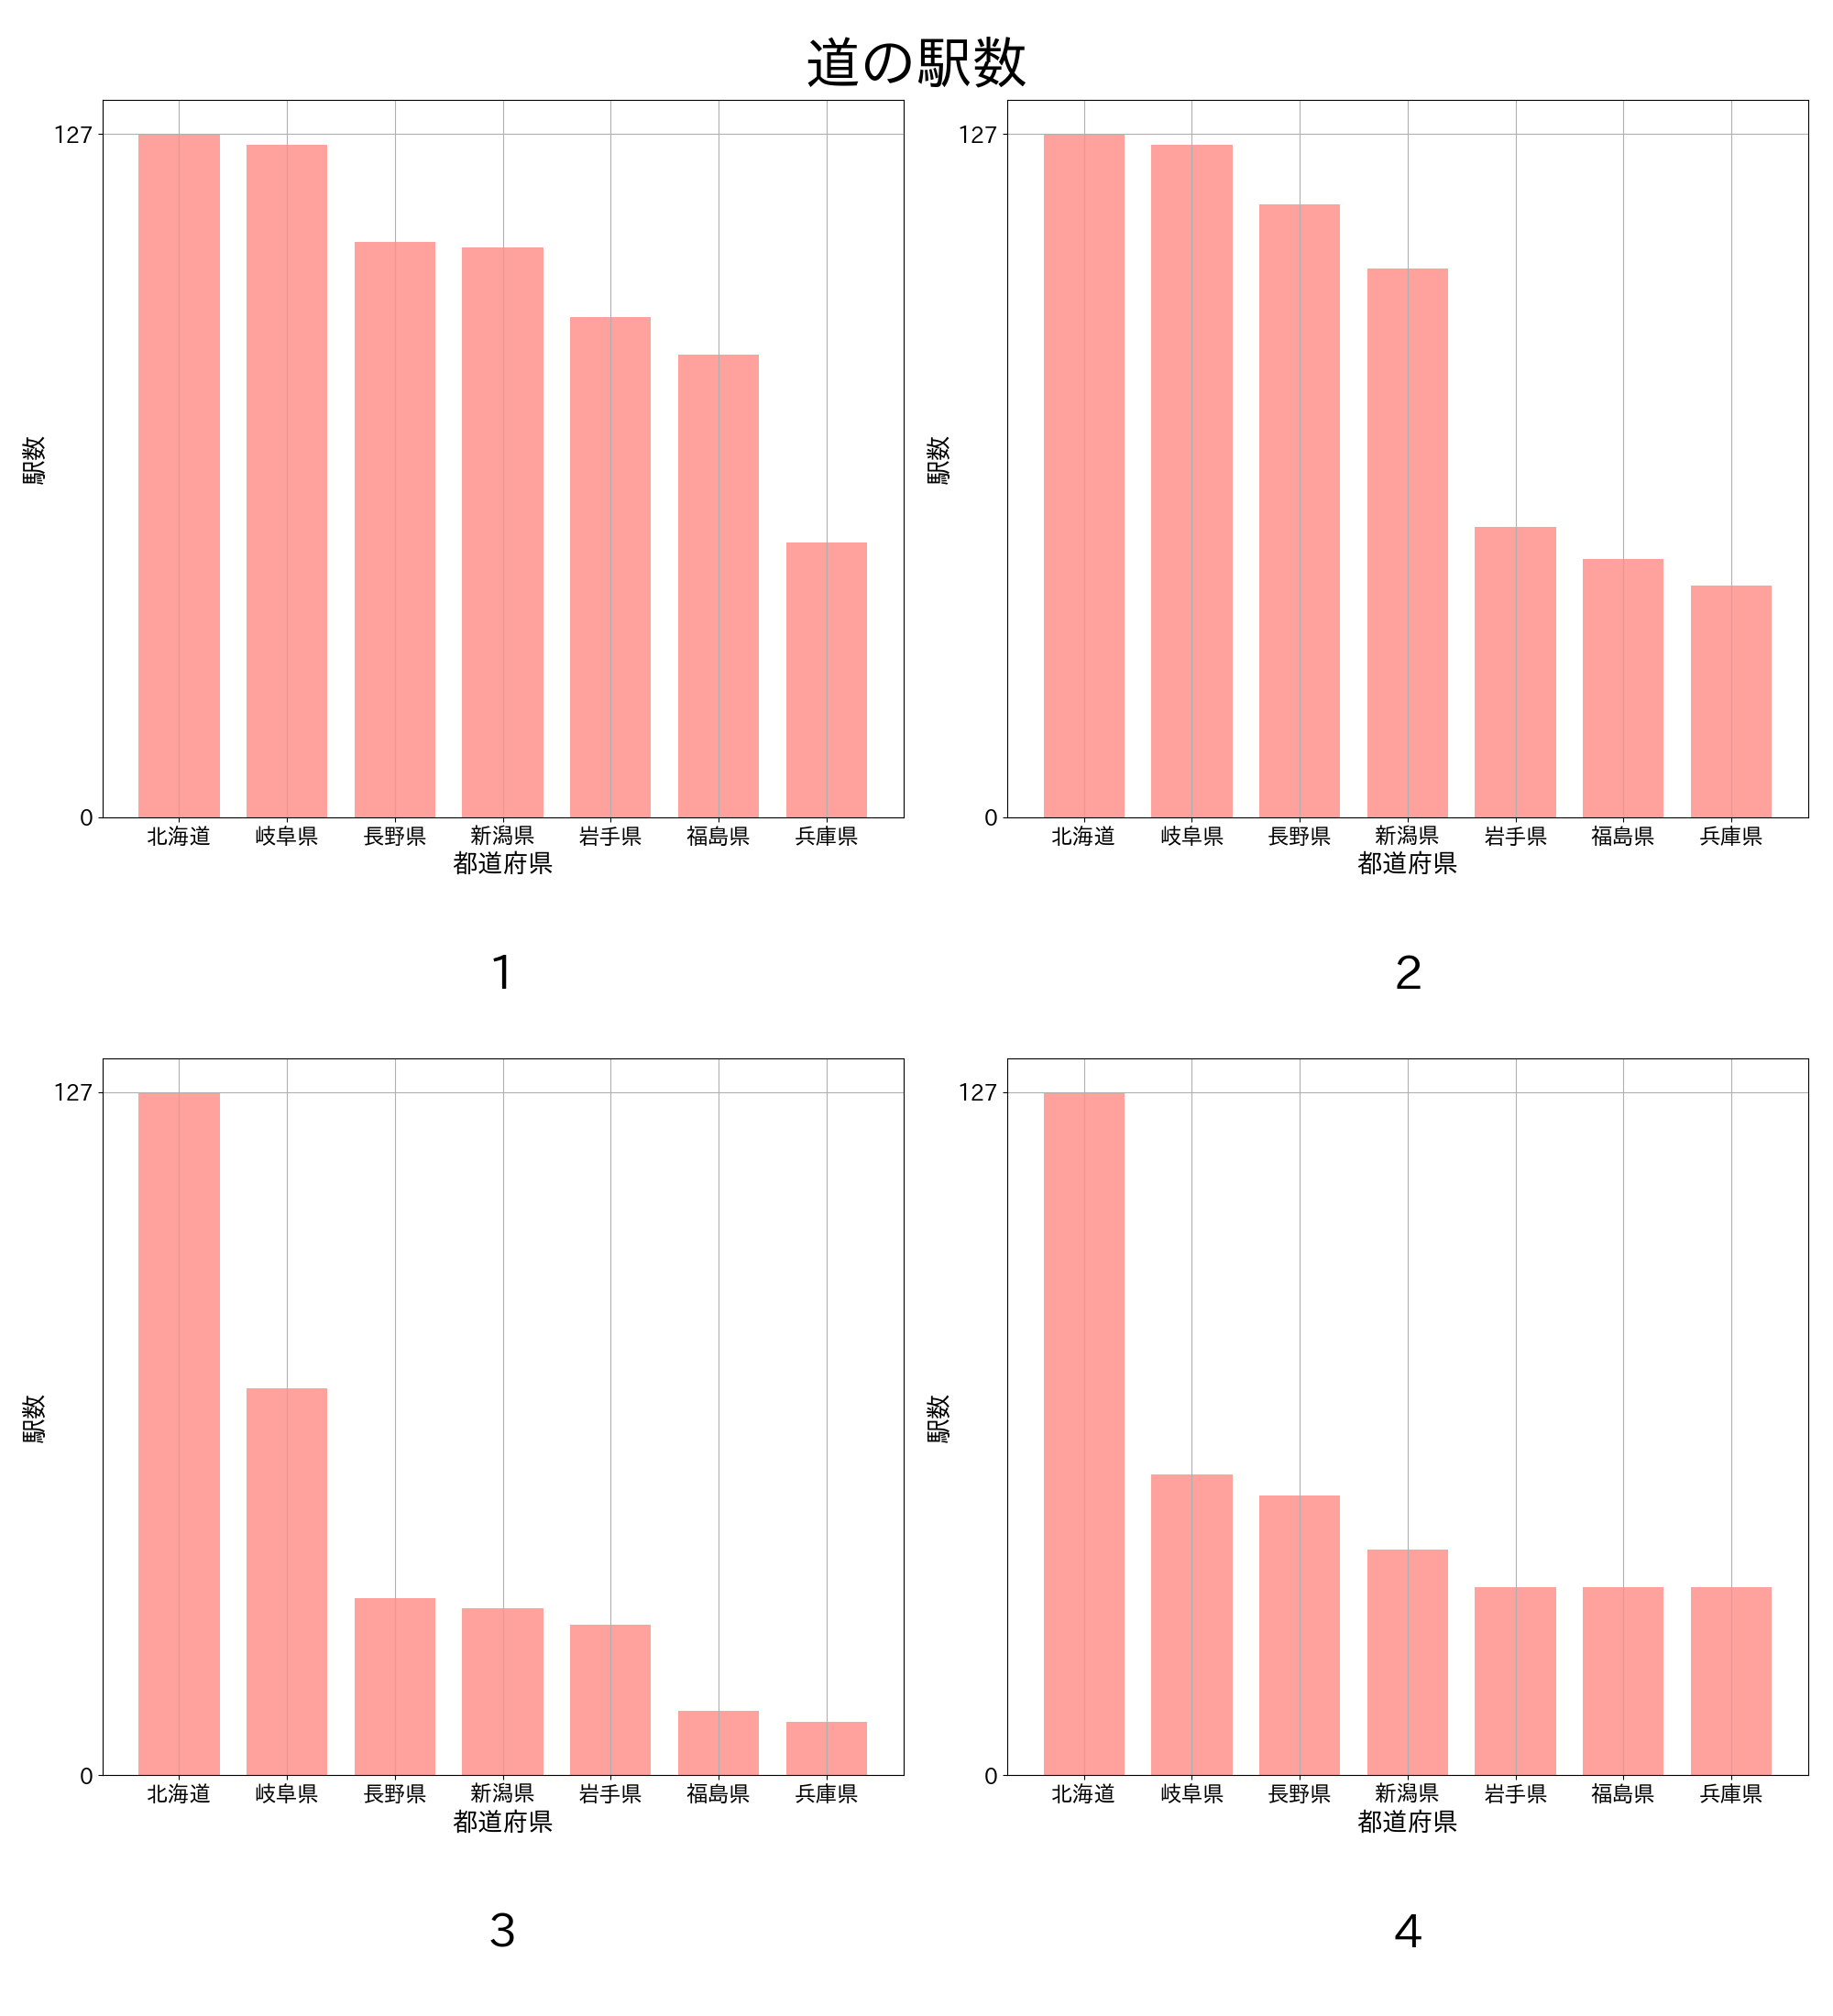 道の駅数
127
0
駅数
北海道 岐阜県 長野県 新潟県 岩手県 福島県 兵庫県
都道府県
1
127
0
駅数
北海道 岐阜県 長野県 新潟県 岩手県 福島県 兵庫県
都道府県
2
127
0
駅数
北海道 岐阜県 長野県 新潟県 岩手県 福島県 兵庫県
都道府県
3
127
0
駅数
北海道 岐阜県 長野県 新潟県 岩手県 福島県 兵庫県
都道府県
4